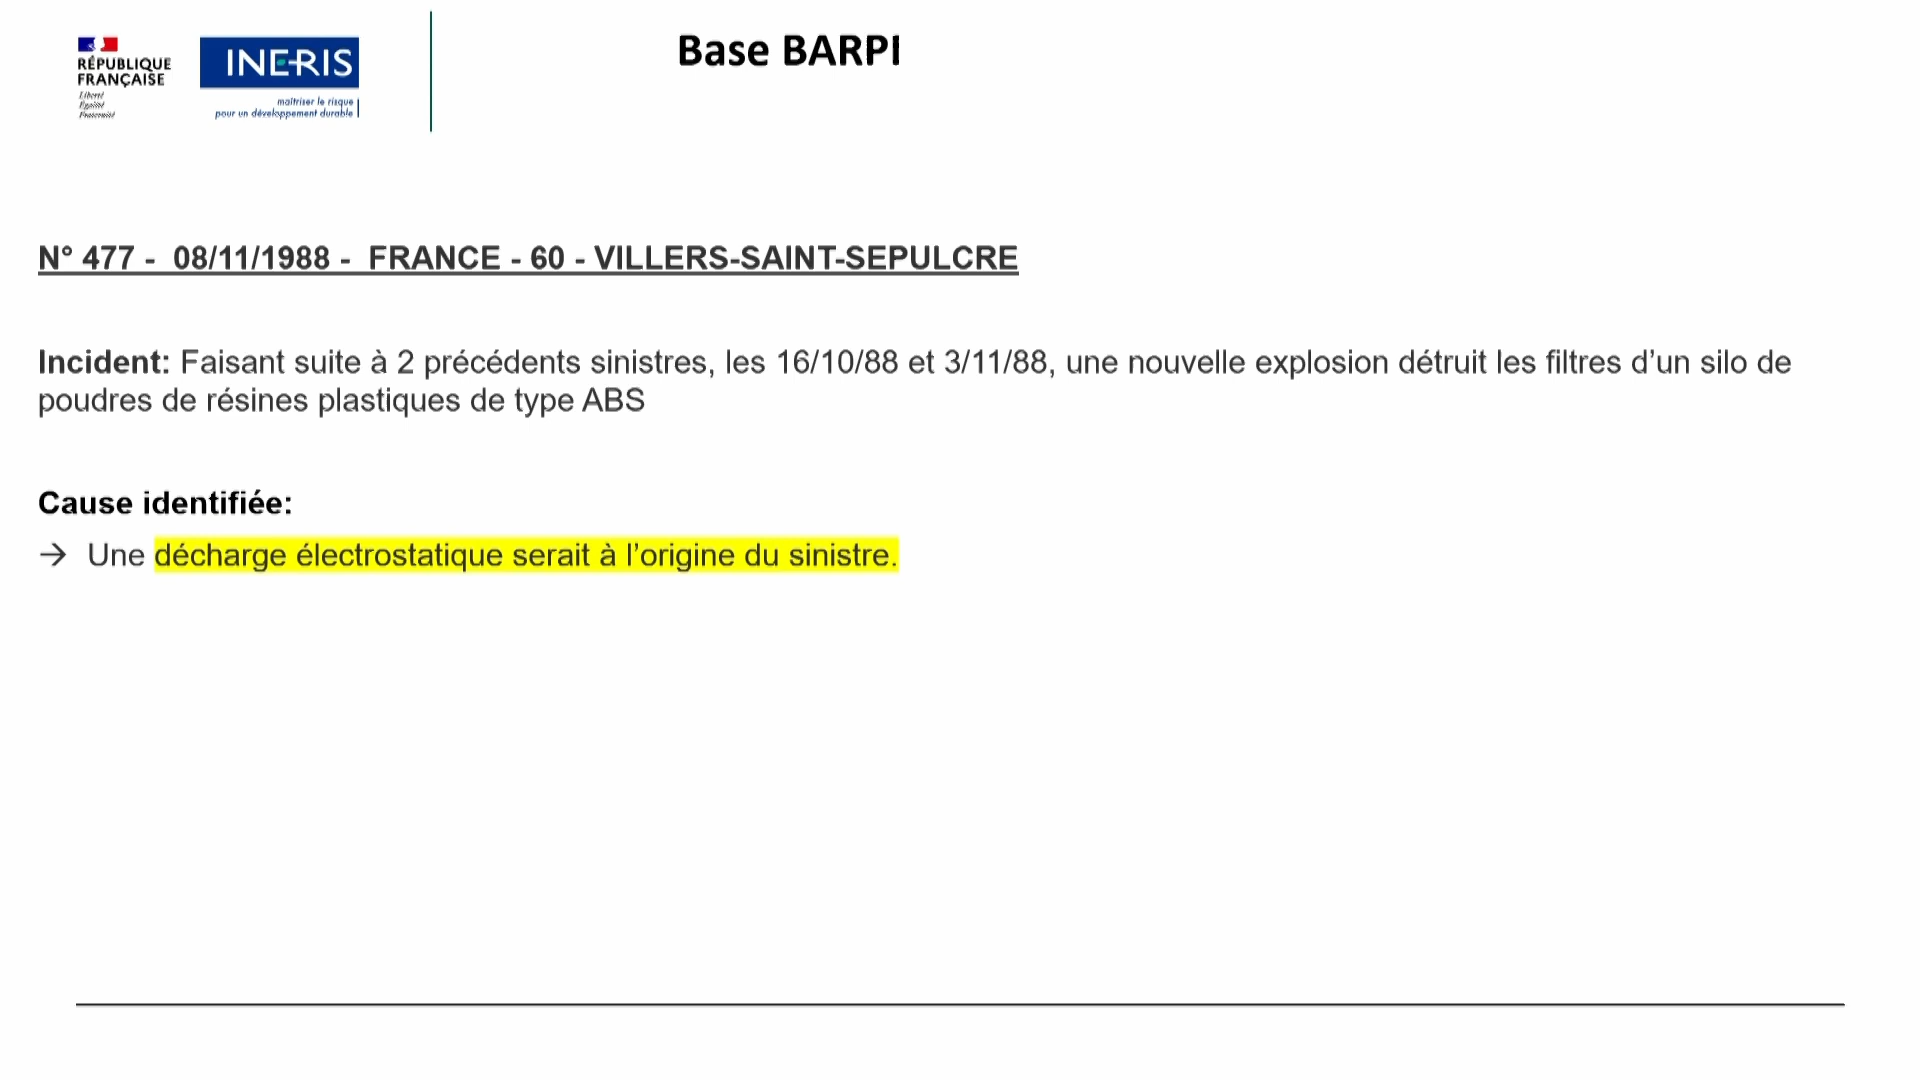 RÉPUBLIQUE
FRANÇAISE
Liberté
Égalité
Fraternité
INERIS
maîtriser le risque
pour un développement durable
Base BARPI
N° 477 - 08/11/1988 - FRANCE - 60 - VILLERS-SAINT-SEPULCRE
Incident: Faisant suite à 2 précédents sinistres, les 16/10/88 et 3/11/88, une nouvelle explosion détruit les filtres d’un silo de
poudres de résines plastiques de type ABS
Cause identifiée:
→ Une décharge électrostatique serait à l’origine du sinistre.